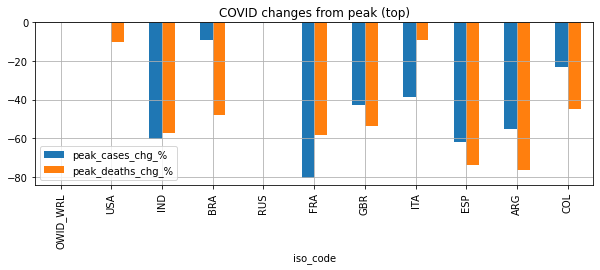 COVID changes from peak (top)
0
−20
−40
−60
−80
peak_cases_chg_%
peak_deaths_chg_%
OWID_WRL
USA
IND
BRA
RUS
FRA
GBR
ITA
ESP
ARG
COL
iso_code